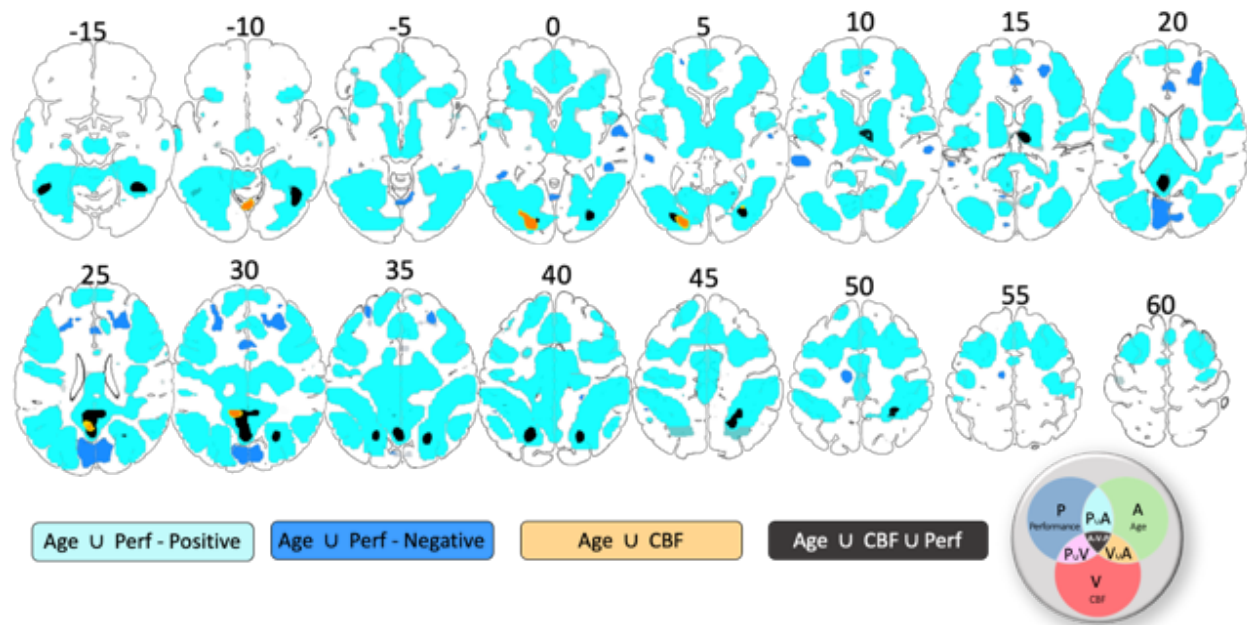 -15 -10 -5 0 5 10 15 20
25 30 35 40 45 50 55 60
Age ∪ Perf - Positive
Age ∪ Perf - Negative
Age ∪ CBF
Age ∪ CBF ∪ Perf
P
Performance
P∪A
A
Age
P∪V
V∪A
V
CBF